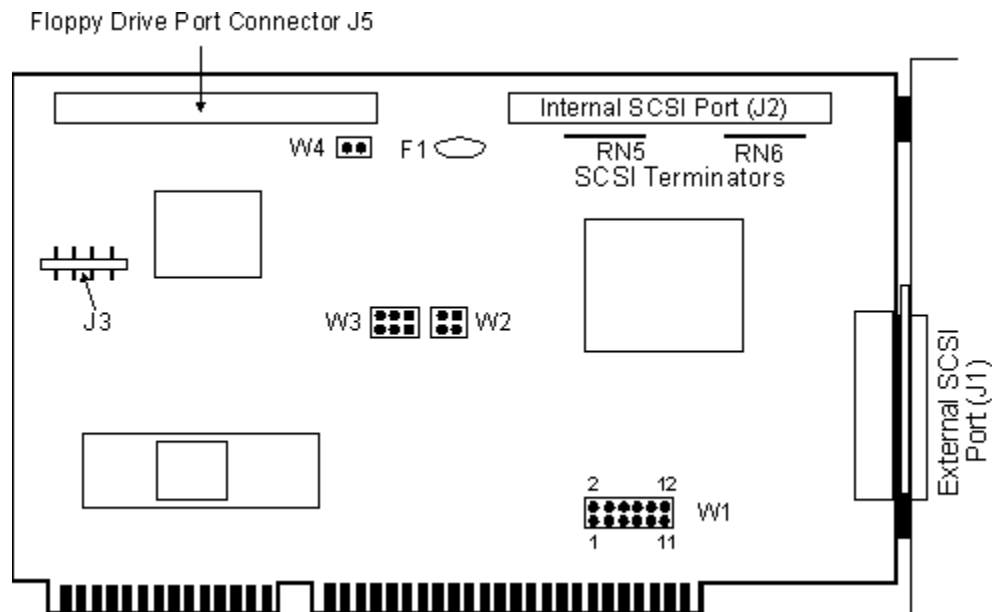 Floppy Drive Port Connector J5
Internal SCSI Port (J2)
W4
F1
RN5
RN6
SCSI Terminators
J3
W3
W2
External SCSI
Port (J1)
2
12
W1
1
11